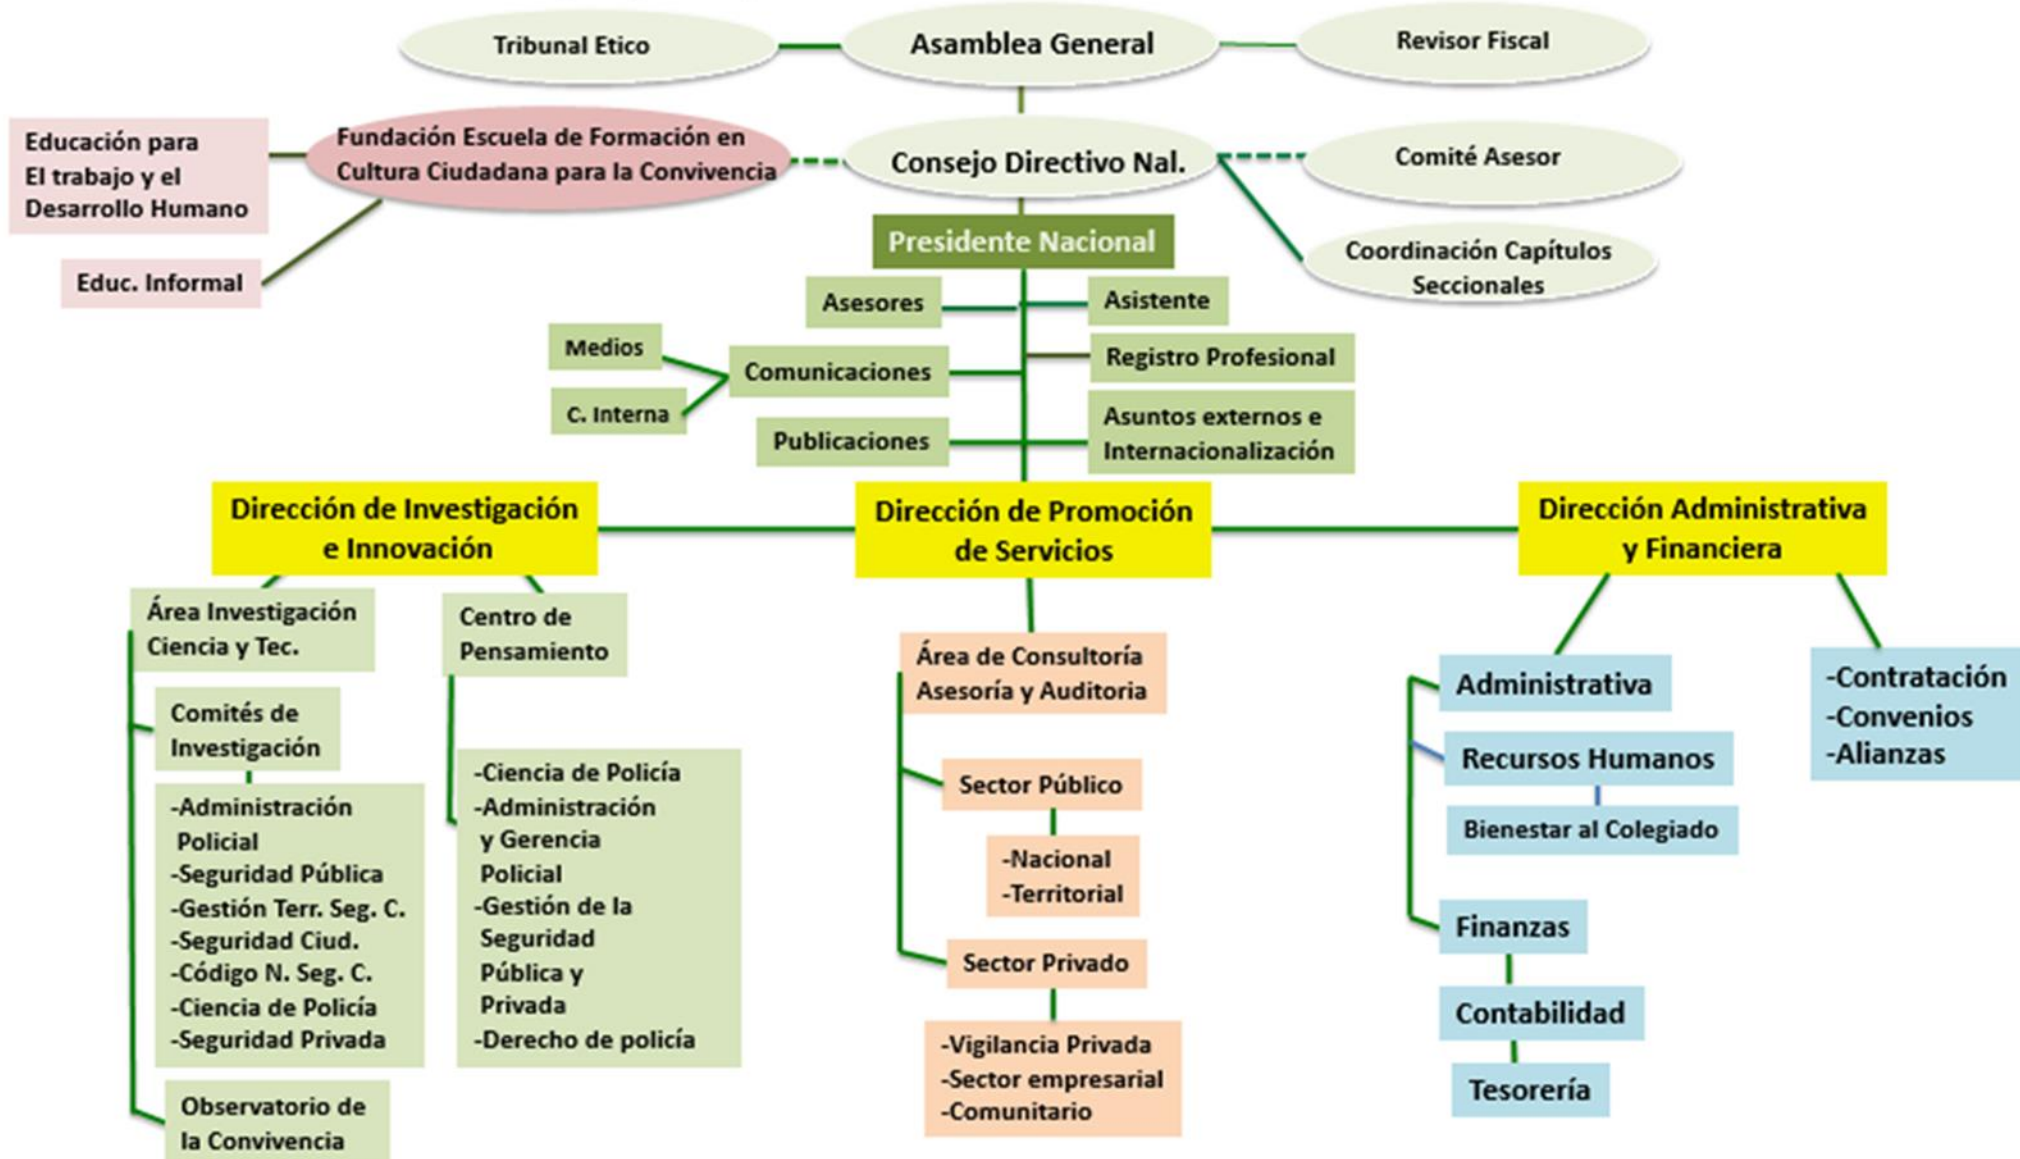 Tribunal Etico
Asamblea General
Revisor Fiscal
Educación para
El trabajo y el
Desarrollo Humano
Fundación Escuela de Formación en
Cultura Ciudadana para la Convivencia
Consejo Directivo Nal.
Comité Asesor
Educ. Informal
Presidente Nacional
Coordinación Capítulos
Seccionales
Asesores
Asistente
Medios
Comunicaciones
Registro Profesional
C. Interna
Publicaciones
Asuntos externos e
Internacionalización
Dirección de Investigación
e Innovación
Dirección de Promoción
de Servicios
Dirección Administrativa
y Financiera
Área Investigación
Ciencia y Tec.
Centro de
Pensamiento
Comités de
Investigación
-Administración
Policial
-Seguridad Pública
-Gestión Terr. Seg. C.
-Seguridad Ciud.
-Código N. Seg. C.
-Ciencia de Policía
-Seguridad Privada
Observatorio de
la Convivencia
-Ciencia de Policía
-Administración
y Gerencia
Policial
-Gestión de la
Seguridad
Pública y
Privada
-Derecho de policía
Área de Consultoría
Asesoría y Auditoria
Sector Público
-Nacional
-Territorial
Sector Privado
-Vigilancia Privada
-Sector empresarial
-Comunitario
Administrativa
Recursos Humanos
Bienestar al Colegiado
Finanzas
Contabilidad
Tesorería
-Contratación
-Convenios
-Alianzas